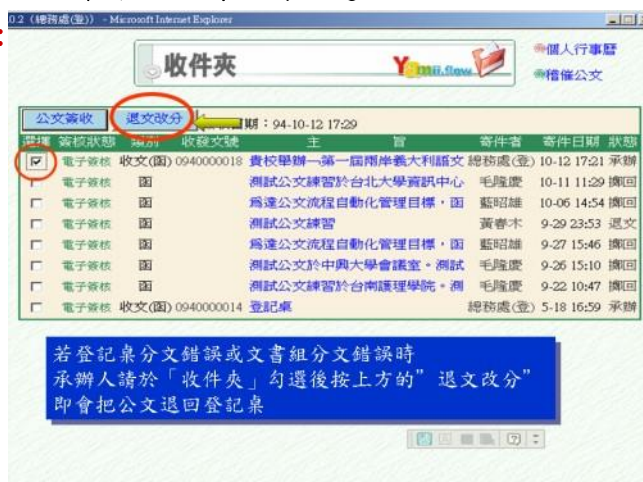 0.2 (總務處(登)) - Microsoft Internet Explorer
收件夾
Yamii.flow
個人行事曆
稽催公文
公文簽收 退文改分 期：94-10-12 17:29
選擇 簽核狀態 類別 收發文號 主 旨 寄件者 寄件日期 狀態
電子簽核 收文(函) 0940000018 貴校舉辦一第一屆兩岸義大利語文 總務處(登) 10-12 17:21 承辦
電子簽核 函 測試公文練習於台北大學資訊中心 毛隆慶 10-11 11:29 擲回
電子簽核 函 為達公文流程自動化管理目標，函 藍昭雄 10-06 14:54 擲回
電子簽核 函 測試公文練習 黃春木 9-29 23:53 退文
電子簽核 函 為達公文流程自動化管理目標，函 藍昭雄 9-27 15:46 擲回
電子簽核 函 測試公文於中興大學會議室。測試 毛隆慶 9-26 15:10 擲回
電子簽核 函 測試公文練習於台南護理學院。測 毛隆慶 9-22 10:47 擲回
電子簽核 收文(函) 0940000014 登記桌 總務處(登) 5-18 16:59 承辦
若登記桌分文錯誤或文書組分文錯誤時
承辦人請於「收件夾」勾選後按上方的”退文改分”
即會把公文退回登記桌